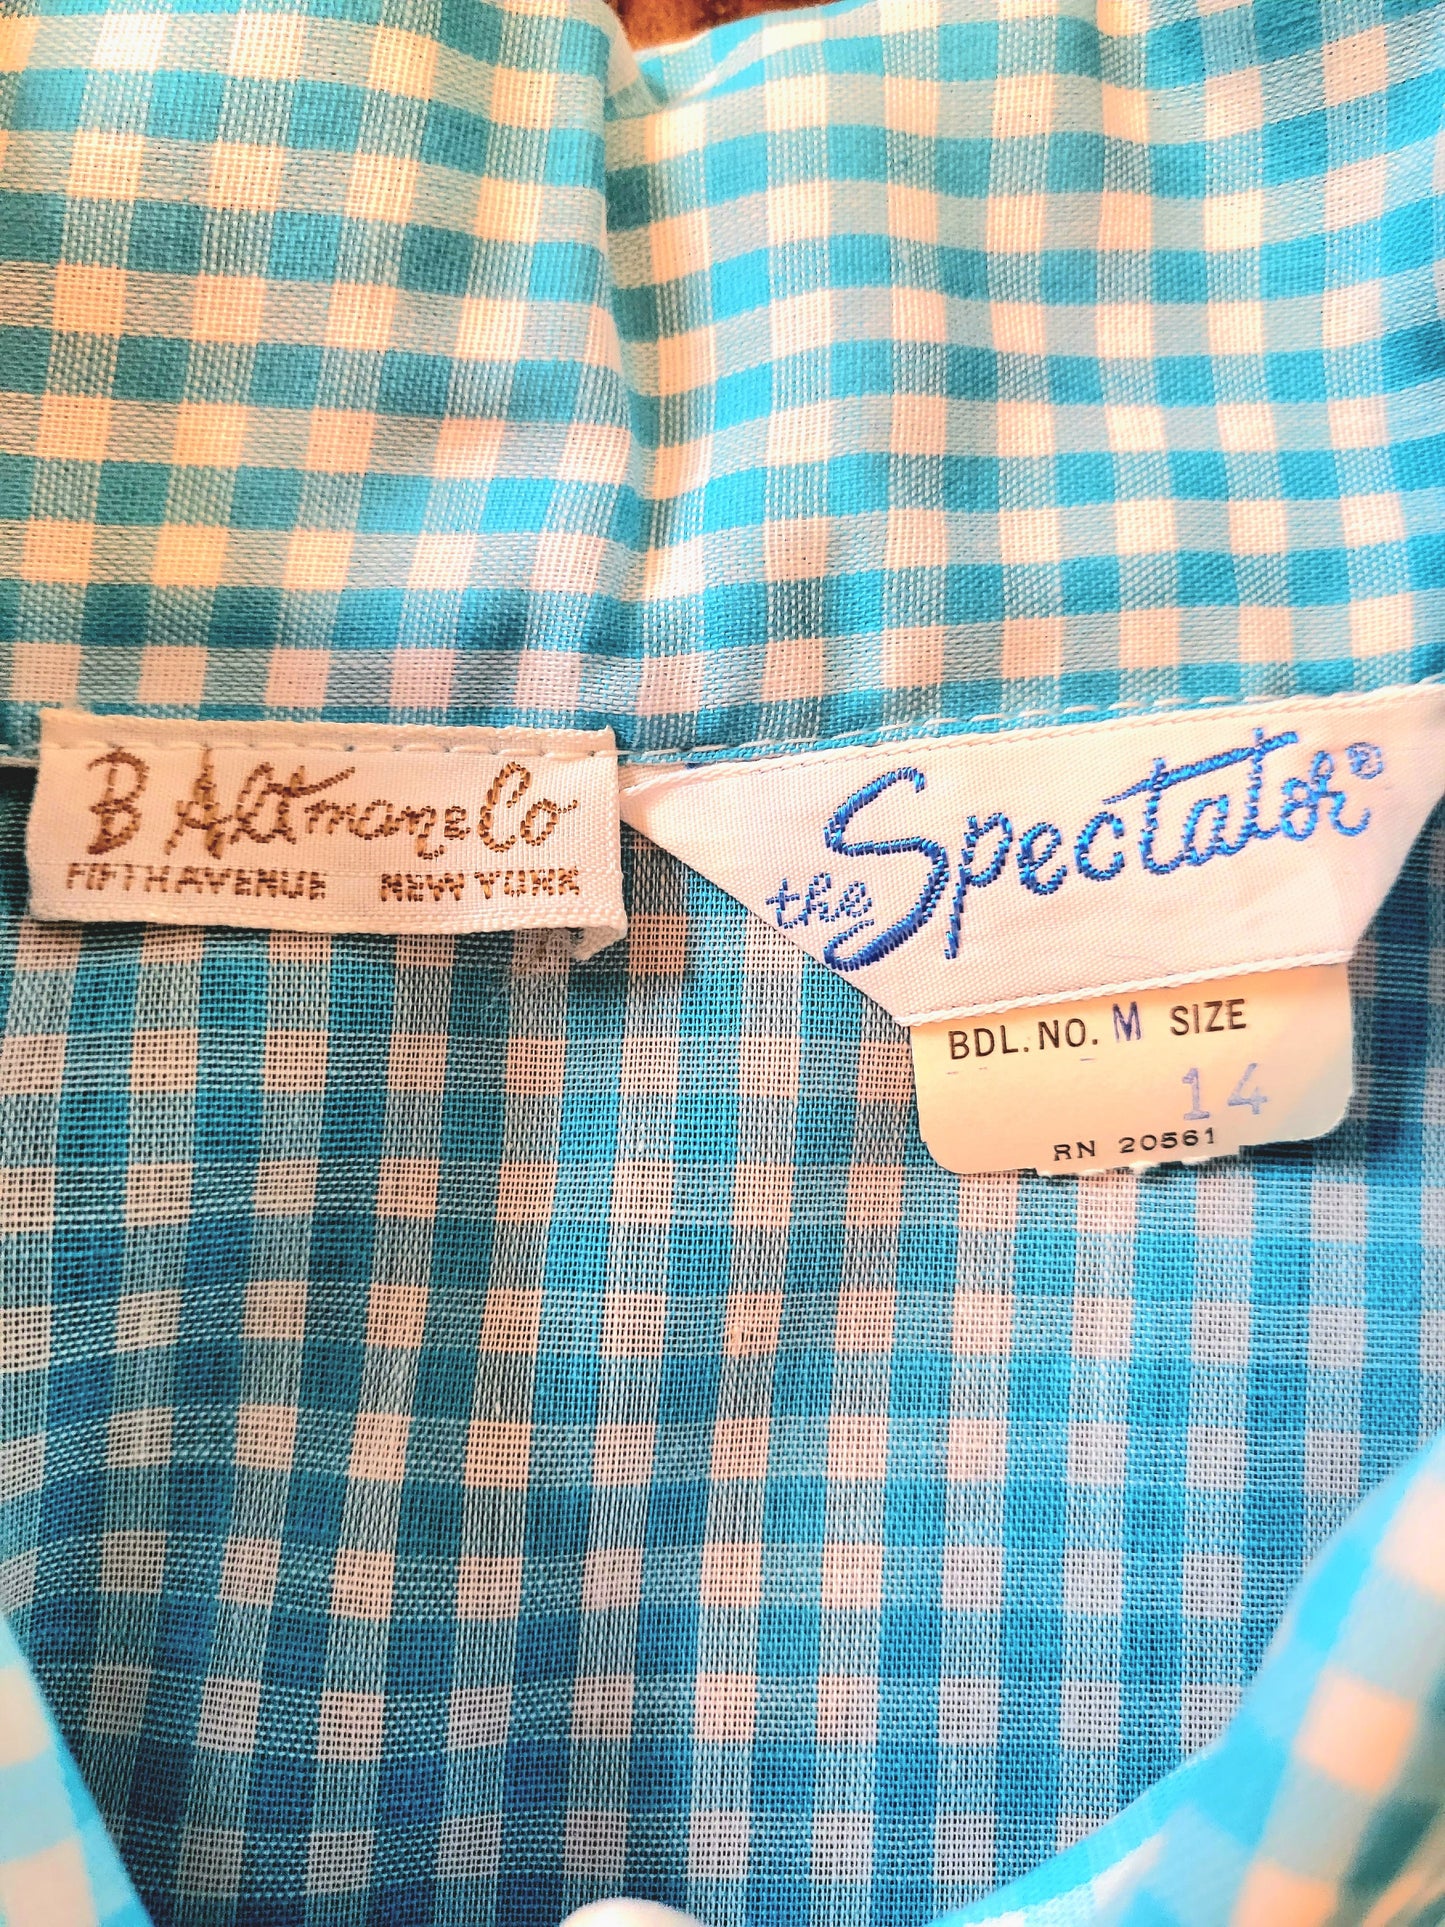 B Altman & Co
FIFTH AVENUE NEW YORK
the Spectator®
BDL. NO. M SIZE
14
RN 20561